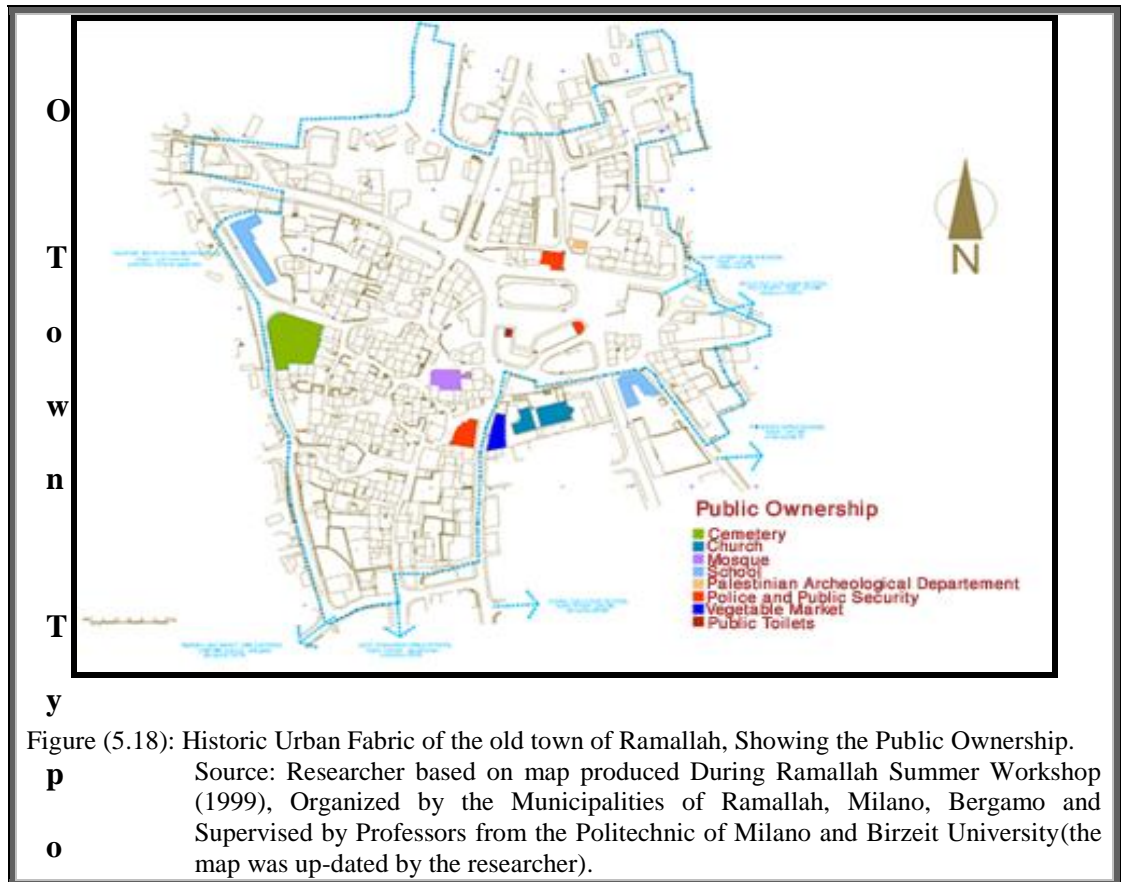 O
T
o
w
n
T
y
p
o
N
Public Ownership
Cemetery
Church
Mosque
School
Palestinian Archeological Departement
Police and Public Security
Vegetable Market
Public Toilets
Figure (5.18): Historic Urban Fabric of the old town of Ramallah, Showing the Public Ownership.
Source: Researcher based on map produced During Ramallah Summer Workshop
(1999), Organized by the Municipalities of Ramallah, Milano, Bergamo and
Supervised by Professors from the Politechnic of Milano and Birzeit University(the
map was up-dated by the researcher).